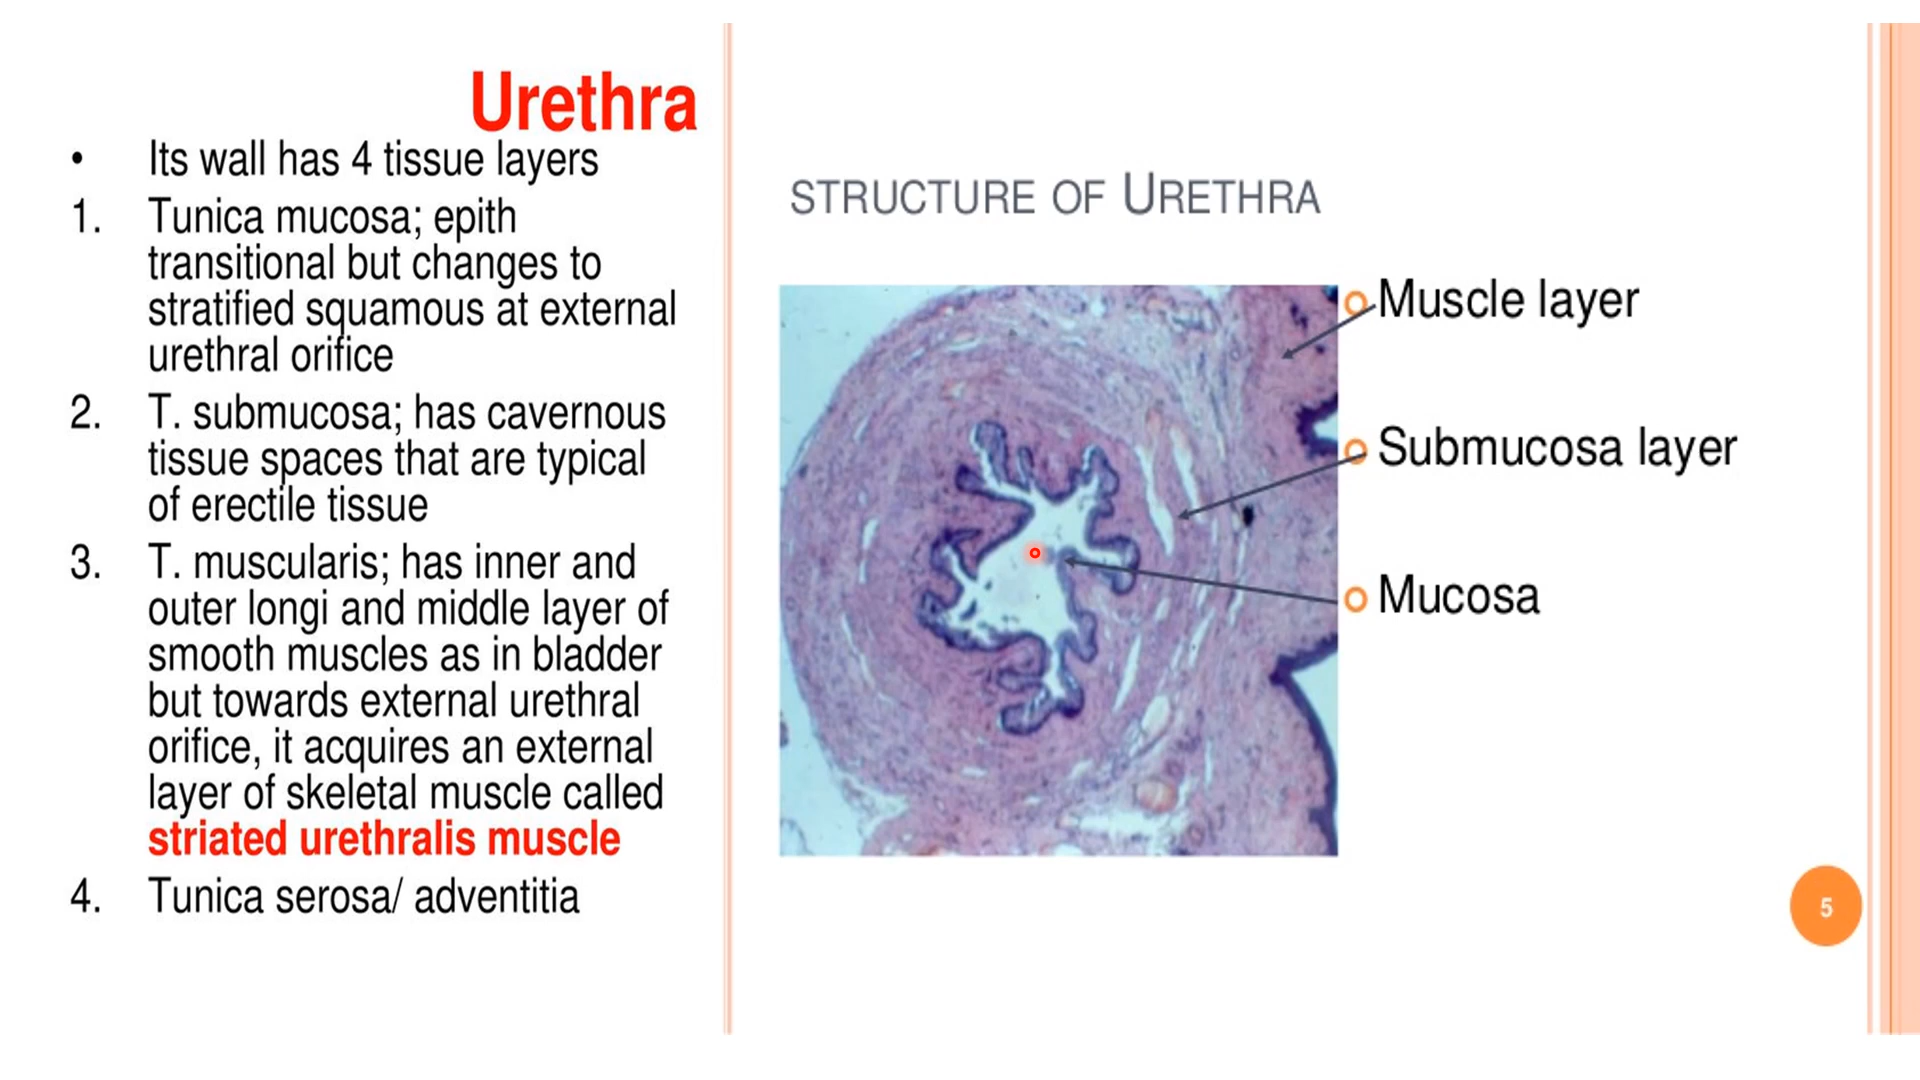 Urethra
• Its wall has 4 tissue layers
1. Tunica mucosa; epith
transitional but changes to
stratified squamous at external
urethral orifice
2. T. submucosa; has cavernous
tissue spaces that are typical
of erectile tissue
3. T. muscularis; has inner and
outer longi and middle layer of
smooth muscles as in bladder
but towards external urethral
orifice, it acquires an external
layer of skeletal muscle called
striated urethralis muscle
4. Tunica serosa/ adventitia
STRUCTURE OF URETHRA
Muscle layer
Submucosa layer
Mucosa
5